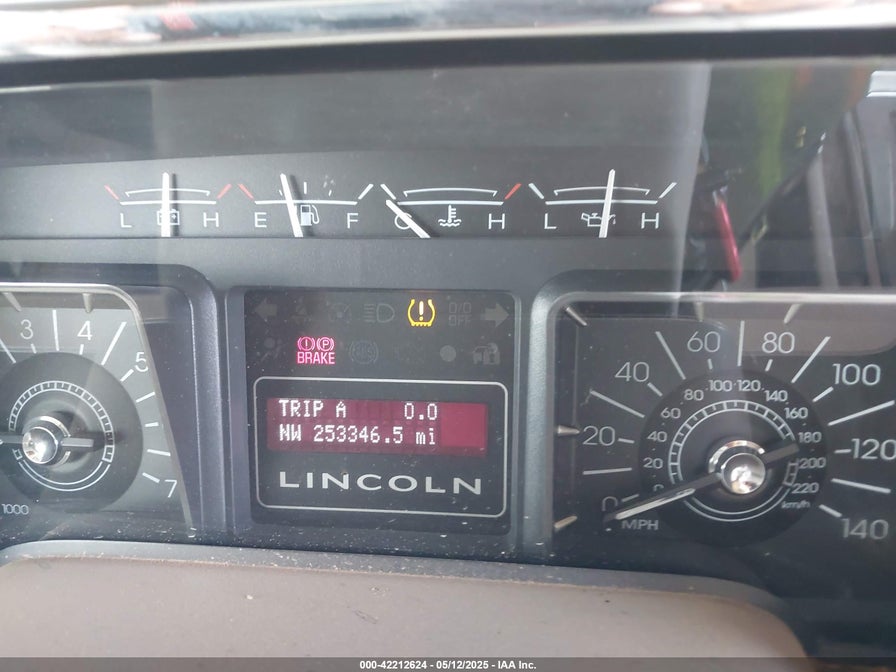 L H E F C H L H
3 4 5 7
1000
BRAKE
O/D
OFF
TRIP A 0.0
NW 253346.5 mi
LINCOLN
0 20 40 60 80 100 120 140
MPH
0 20 40 60 80 100 120 140 160 180 200 220
km/h
000-42212624 - 05/12/2025 - IAA Inc.